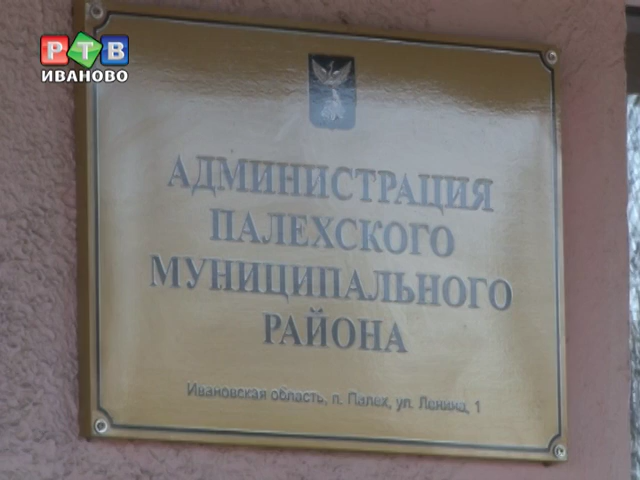 РТВ
ИВАНОВО
АДМИНИСТРАЦИЯ
ПАЛЕХСКОГО
МУНИЦИПАЛЬНОГО
РАЙОНА
Ивановская область, п. Палех, ул. Ленина, 1